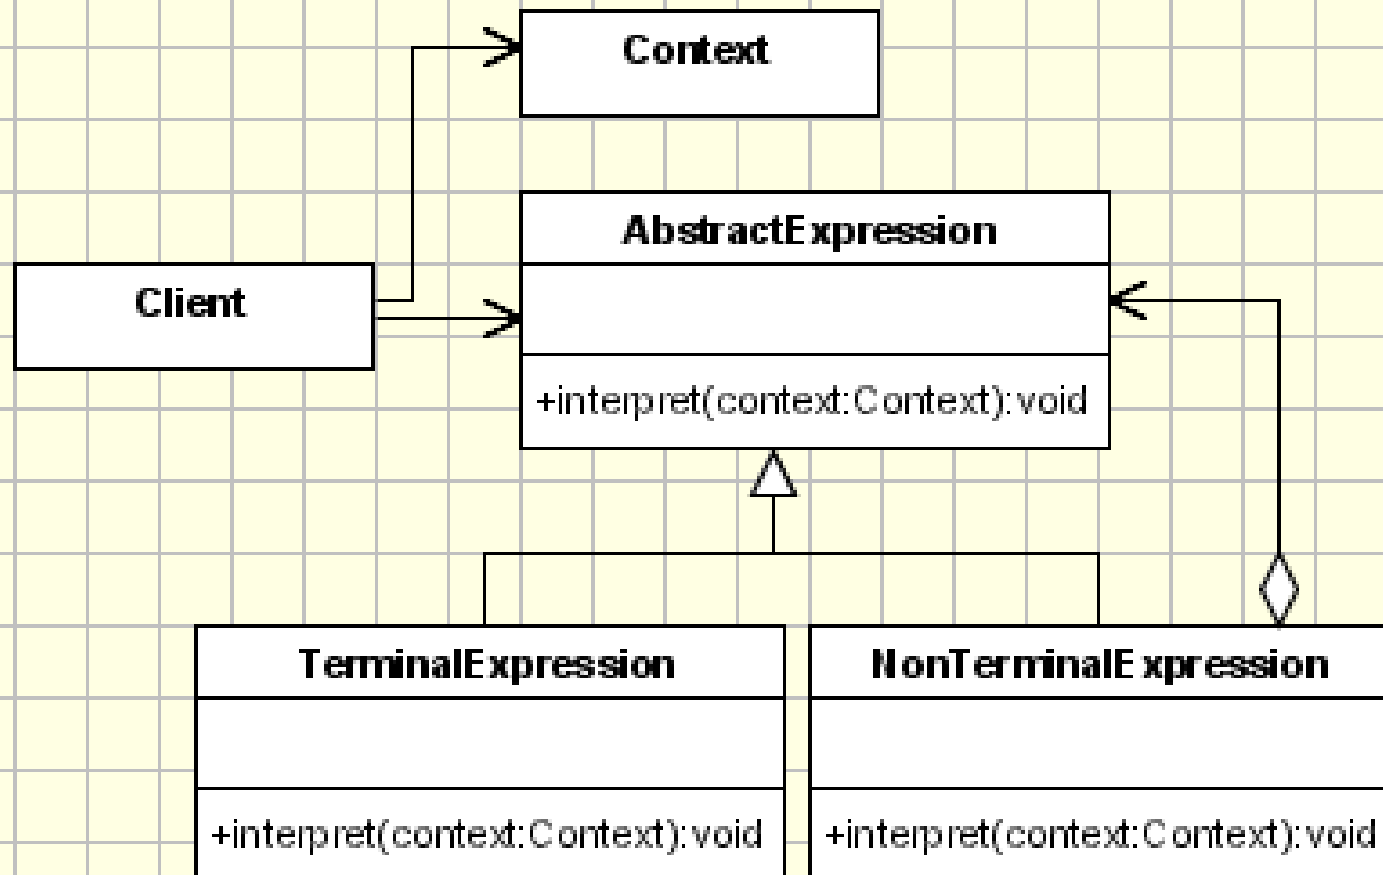 Context
AbstractExpression
Client
+interpret(context:Context):void
TerminalExpression
NonTerminalExpression
+interpret(context:Context):void
+interpret(context:Context):void